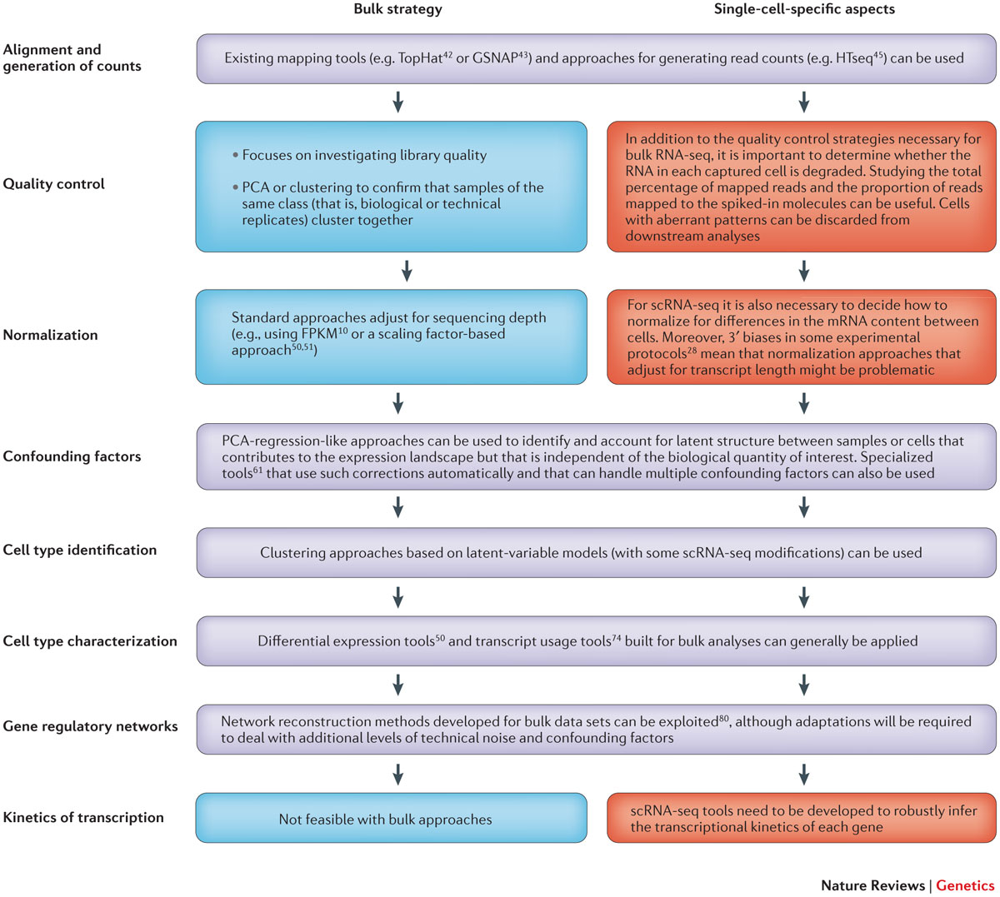 Bulk strategy
Single-cell-specific aspects
Alignment and
generation of counts
Existing mapping tools (e.g. TopHat42 or GSNAP43) and approaches for generating read counts (e.g. HTseq45) can be used
Quality control
• Focuses on investigating library quality
• PCA or clustering to confirm that samples of the
same class (that is, biological or technical
replicates) cluster together
In addition to the quality control strategies necessary for
bulk RNA-seq, it is important to determine whether the
RNA in each captured cell is degraded. Studying the total
percentage of mapped reads and the proportion of reads
mapped to the spiked-in molecules can be useful. Cells
with aberrant patterns can be discarded from
downstream analyses
Normalization
Standard approaches adjust for sequencing depth
(e.g., using FPKM10 or a scaling factor-based
approach50,51)
For scRNA-seq it is also necessary to decide how to
normalize for differences in the mRNA content between
cells. Moreover, 3′ biases in some experimental
protocols28 mean that normalization approaches that
adjust for transcript length might be problematic
Confounding factors
PCA-regression-like approaches can be used to identify and account for latent structure between samples or cells that
contributes to the expression landscape but that is independent of the biological quantity of interest. Specialized
tools61 that use such corrections automatically and that can handle multiple confounding factors can also be used
Cell type identification
Clustering approaches based on latent-variable models (with some scRNA-seq modifications) can be used
Cell type characterization
Differential expression tools50 and transcript usage tools74 built for bulk analyses can generally be applied
Gene regulatory networks
Network reconstruction methods developed for bulk data sets can be exploited80, although adaptations will be required
to deal with additional levels of technical noise and confounding factors
Kinetics of transcription
Not feasible with bulk approaches
scRNA-seq tools need to be developed to robustly infer
the transcriptional kinetics of each gene
Nature Reviews | Genetics